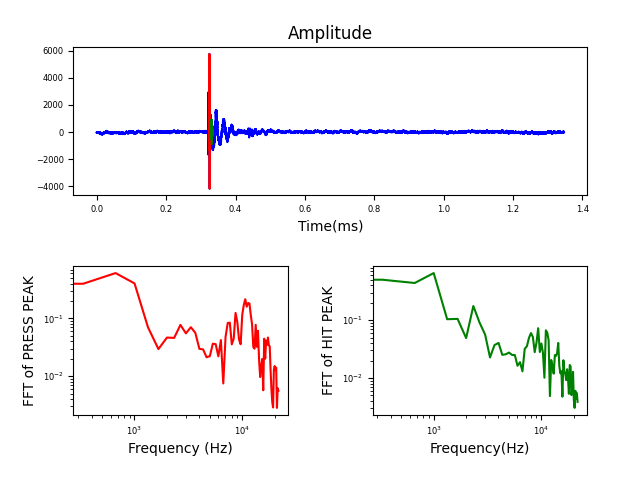 Amplitude
6000
4000
2000
0
−2000
−4000
0.0 0.2 0.4 0.6 0.8 1.0 1.2 1.4
Time(ms)
FFT of PRESS PEAK
10⁻¹
10⁻²
10³ 10⁴
Frequency (Hz)
FFT of HIT PEAK
10⁻¹
10⁻²
10³ 10⁴
Frequency(Hz)